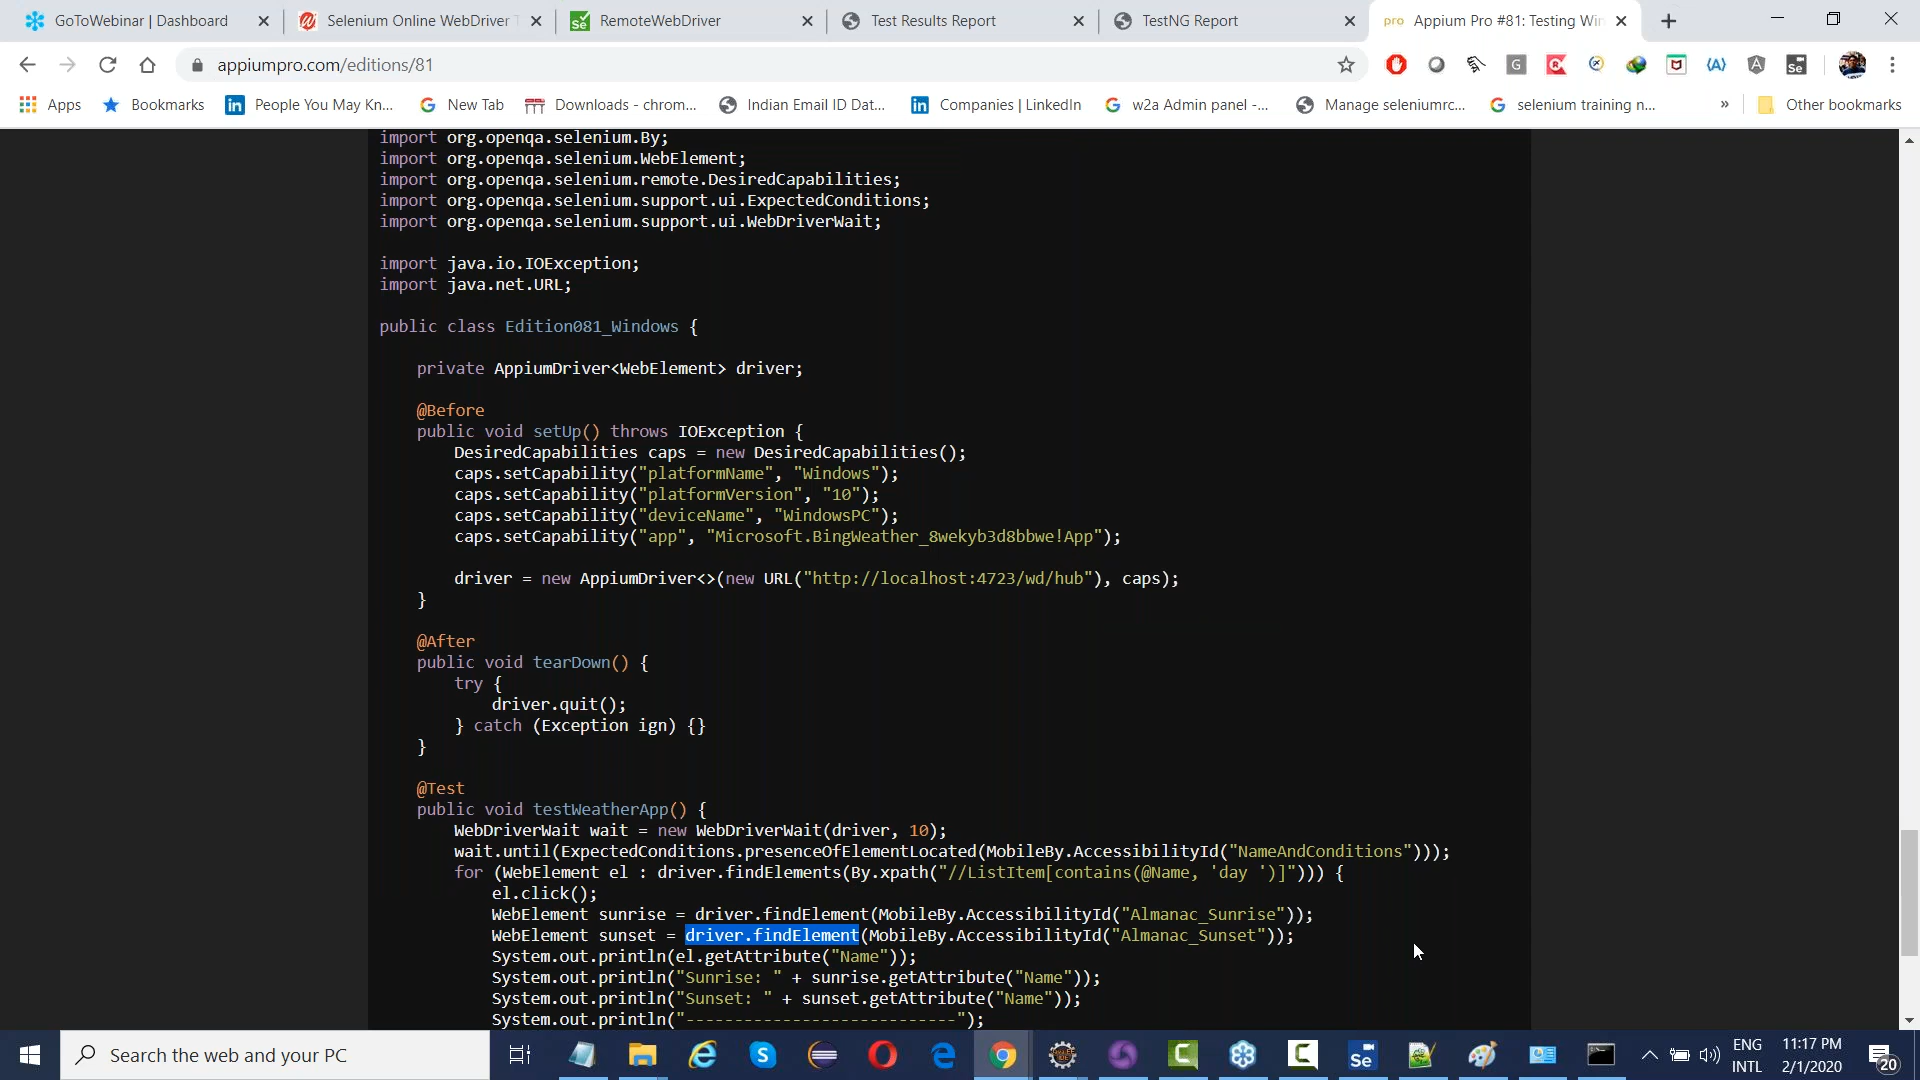 GoToWebinar | Dashboard
Selenium Online WebDriver T
RemoteWebDriver
Test Results Report
TestNG Report
pro Appium Pro #81: Testing Win
appiumpro.com/editions/81
Apps
Bookmarks
People You May Kn...
New Tab
Downloads - chrom...
Indian Email ID Dat...
Companies | LinkedIn
w2a Admin panel -...
Manage seleniumrc...
selenium training n...
»
Other bookmarks
import org.openqa.selenium.By;
import org.openqa.selenium.WebElement;
import org.openqa.selenium.remote.DesiredCapabilities;
import org.openqa.selenium.support.ui.ExpectedConditions;
import org.openqa.selenium.support.ui.WebDriverWait;
import java.io.IOException;
import java.net.URL;
public class Edition081_Windows {
private AppiumDriver<WebElement> driver;
@Before
public void setUp() throws IOException {
DesiredCapabilities caps = new DesiredCapabilities();
caps.setCapability("platformName", "Windows");
caps.setCapability("platformVersion", "10");
caps.setCapability("deviceName", "WindowsPC");
caps.setCapability("app", "Microsoft.BingWeather_8wekyb3d8bbwe!App");
driver = new AppiumDriver<>(new URL("http://localhost:4723/wd/hub"), caps);
}
@After
public void tearDown() {
try {
driver.quit();
} catch (Exception ign) {}
}
@Test
public void testWeatherApp() {
WebDriverWait wait = new WebDriverWait(driver, 10);
wait.until(ExpectedConditions.presenceOfElementLocated(MobileBy.AccessibilityId("NameAndConditions")));
for (WebElement el : driver.findElements(By.xpath("//ListItem[contains(@Name, 'day ')]"))) {
el.click();
WebElement sunrise = driver.findElement(MobileBy.AccessibilityId("Almanac_Sunrise"));
WebElement sunset = driver.findElement(MobileBy.AccessibilityId("Almanac_Sunset"));
System.out.println(el.getAttribute("Name"));
System.out.println("Sunrise: " + sunrise.getAttribute("Name"));
System.out.println("Sunset: " + sunset.getAttribute("Name"));
System.out.println("----------------------------");
Search the web and your PC
ENG
INTL
11:17 PM
2/1/2020
20